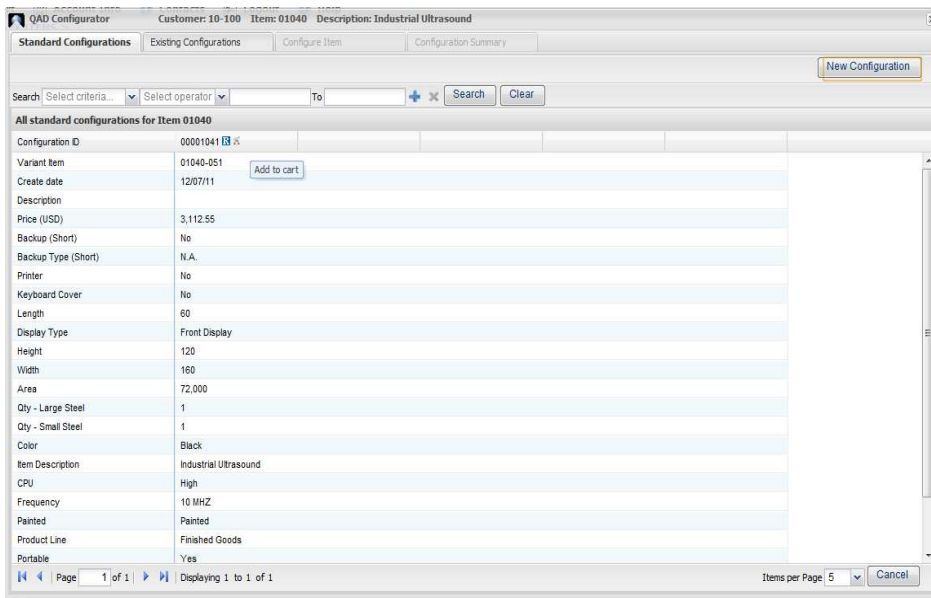 QAD Configurator Customer: 10-100 Item: 01040 Description: Industrial Ultrasound
Standard Configurations Existing Configurations Configure Item Configuration Summary
New Configuration
Search Select criteria... Select operator To Search Clear
All standard configurations for Item 01040
Configuration ID 00001041
Variant Item 01040-051
Add to cart
Create date 12/07/11
Description
Price (USD) 3,112.55
Backup (Short) No
Backup Type (Short) N.A.
Printer No
Keyboard Cover No
Length 60
Display Type Front Display
Height 120
Width 160
Area 72,000
Qty - Large Steel 1
Qty - Small Steel 1
Color Black
Item Description Industrial Ultrasound
CPU High
Frequency 10 MHZ
Painted Painted
Product Line Finished Goods
Portable Yes
Page 1 of 1 Displaying 1 to 1 of 1 Items per Page 5 Cancel